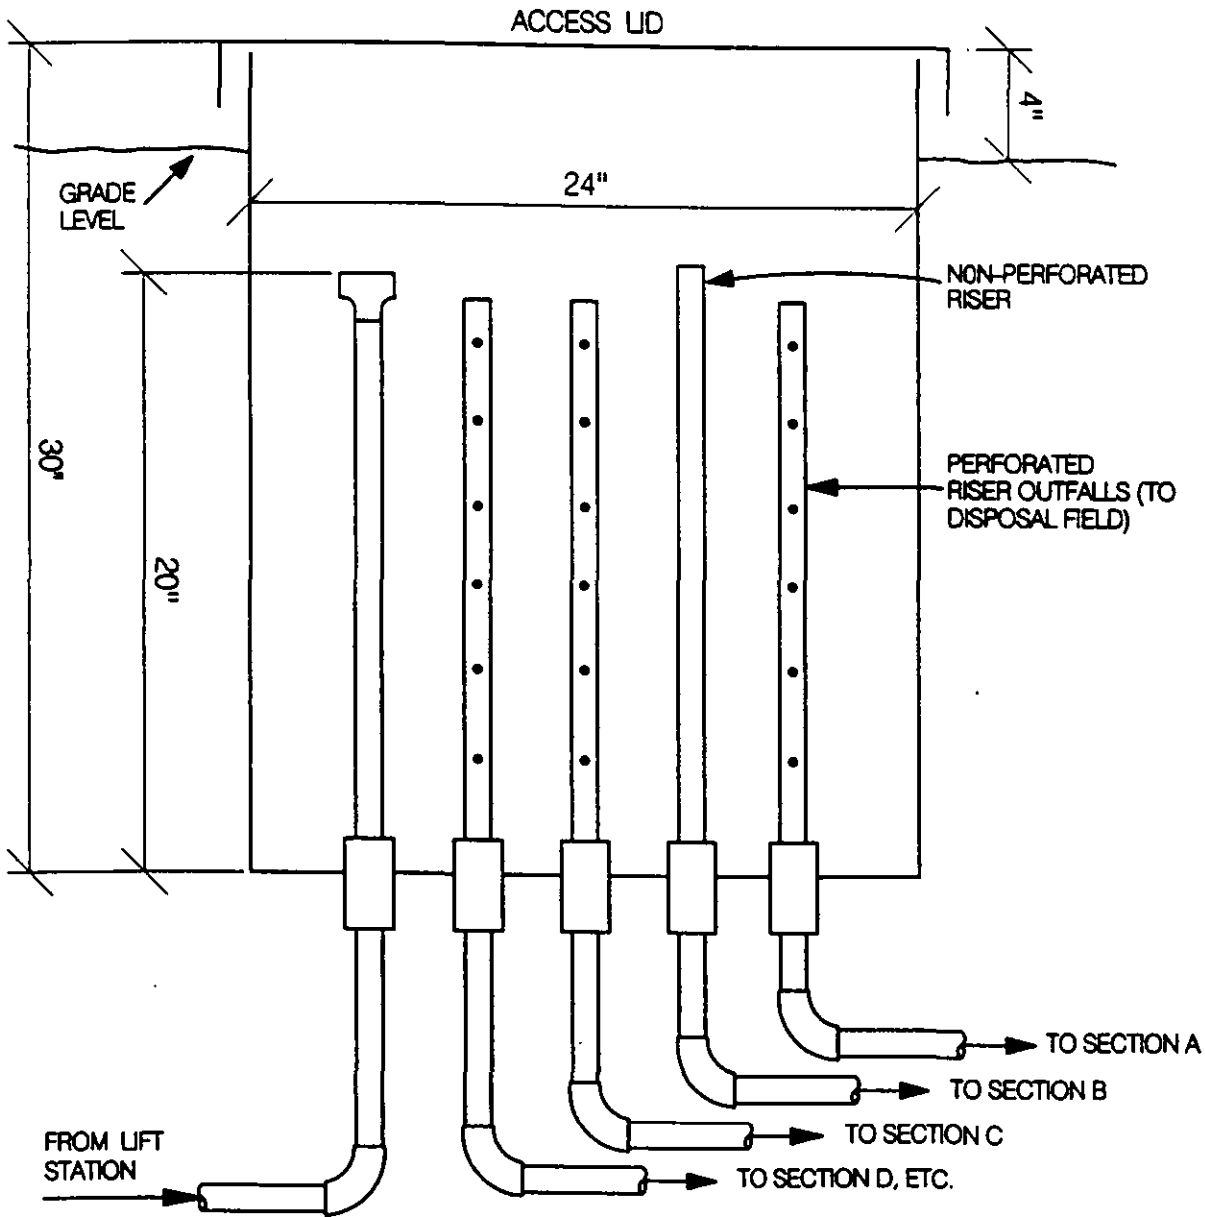 ACCESS LID
4"
GRADE
LEVEL
24"
NON-PERFORATED
RISER
30"
20"
PERFORATED
RISER OUTFALLS (TO
DISPOSAL FIELD)
TO SECTION A
TO SECTION B
TO SECTION C
TO SECTION D, ETC.
FROM LIFT
STATION